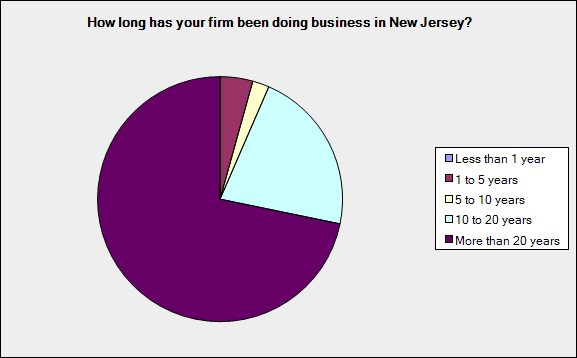 How long has your firm been doing business in New Jersey?
Less than 1 year
1 to 5 years
5 to 10 years
10 to 20 years
More than 20 years